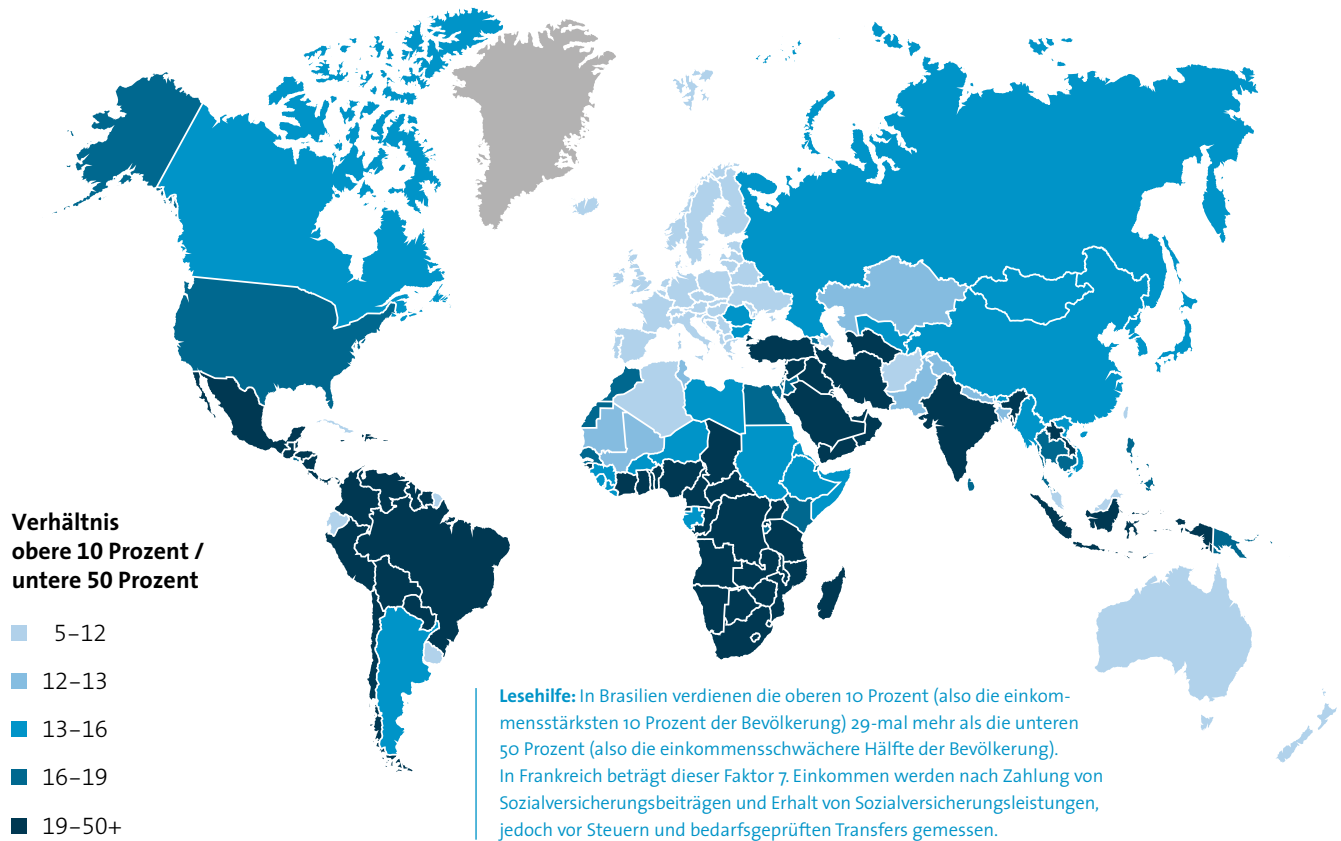 Verhältnis
obere 10 Prozent /
untere 50 Prozent
5–12
12–13
13–16
16–19
19–50+
Lesehilfe: In Brasilien verdienen die oberen 10 Prozent (also die einkom-
mensstärksten 10 Prozent der Bevölkerung) 29-mal mehr als die unteren
50 Prozent (also die einkommensschwächere Hälfte der Bevölkerung).
In Frankreich beträgt dieser Faktor 7. Einkommen werden nach Zahlung von
Sozialversicherungsbeiträgen und Erhalt von Sozialversicherungsleistungen,
jedoch vor Steuern und bedarfsgeprüften Transfers gemessen.